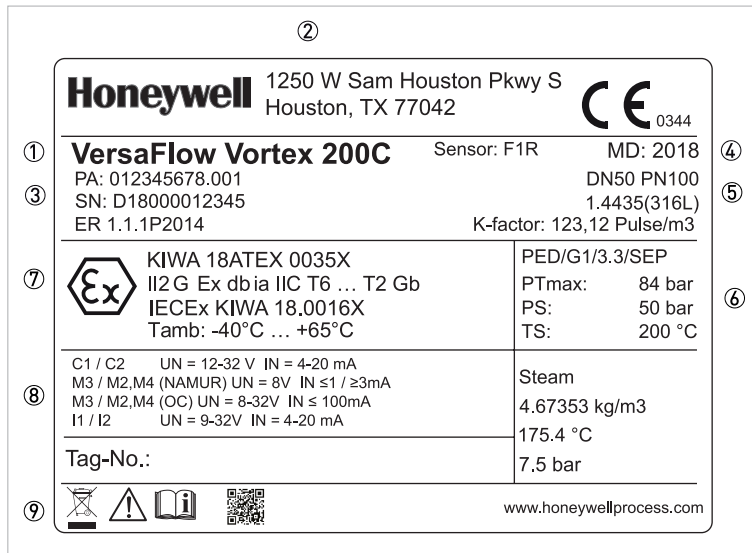 ②
Honeywell
1250 W Sam Houston Pkwy S
Houston, TX 77042
CE 0344
① VersaFlow Vortex 200C Sensor: F1R MD: 2018 ④
PA: 012345678.001 DN50 PN100
③ SN: D18000012345 1.4435(316L) ⑤
ER 1.1.1P2014 K-factor: 123,12 Pulse/m3
⑦ Ex
KIWA 18ATEX 0035X
II2 G Ex db ia IIC T6 ... T2 Gb
IECEx KIWA 18.0016X
Tamb: -40°C ... +65°C
PED/G1/3.3/SEP
PTmax: 84 bar
PS: 50 bar ⑥
TS: 200 °C
C1 / C2 UN = 12-32 V IN = 4-20 mA
M3 / M2,M4 (NAMUR) UN = 8V IN ≤1 / ≥3mA
⑧ M3 / M2,M4 (OC) UN = 8-32V IN ≤ 100mA
I1 / I2 UN = 9-32V IN = 4-20 mA
Tag-No.:
Steam
4.67353 kg/m3
175.4 °C
7.5 bar
⑨ i www.honeywellprocess.com